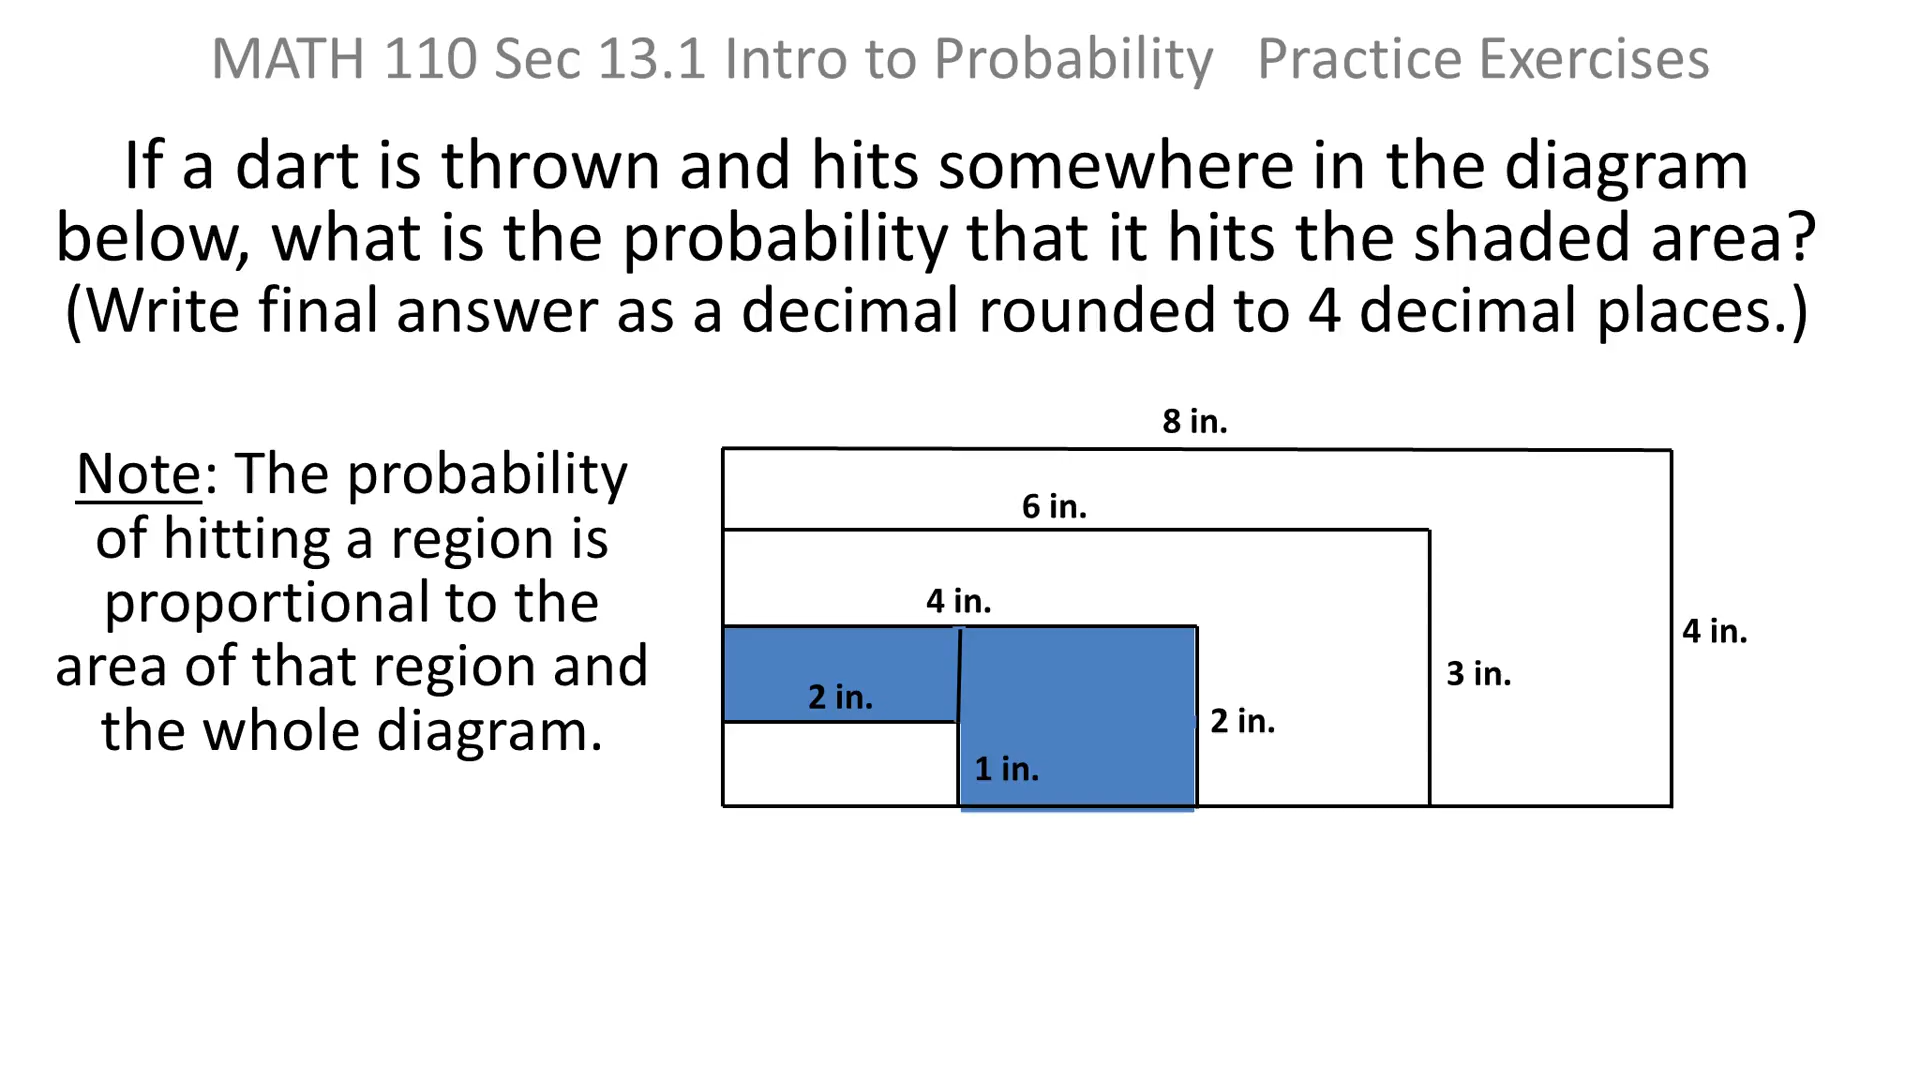 MATH 110 Sec 13.1 Intro to Probability Practice Exercises
If a dart is thrown and hits somewhere in the diagram
below, what is the probability that it hits the shaded area?
(Write final answer as a decimal rounded to 4 decimal places.)
Note: The probability
of hitting a region is
proportional to the
area of that region and
the whole diagram.
8 in.
6 in.
4 in.
2 in.
1 in.
2 in.
3 in.
4 in.